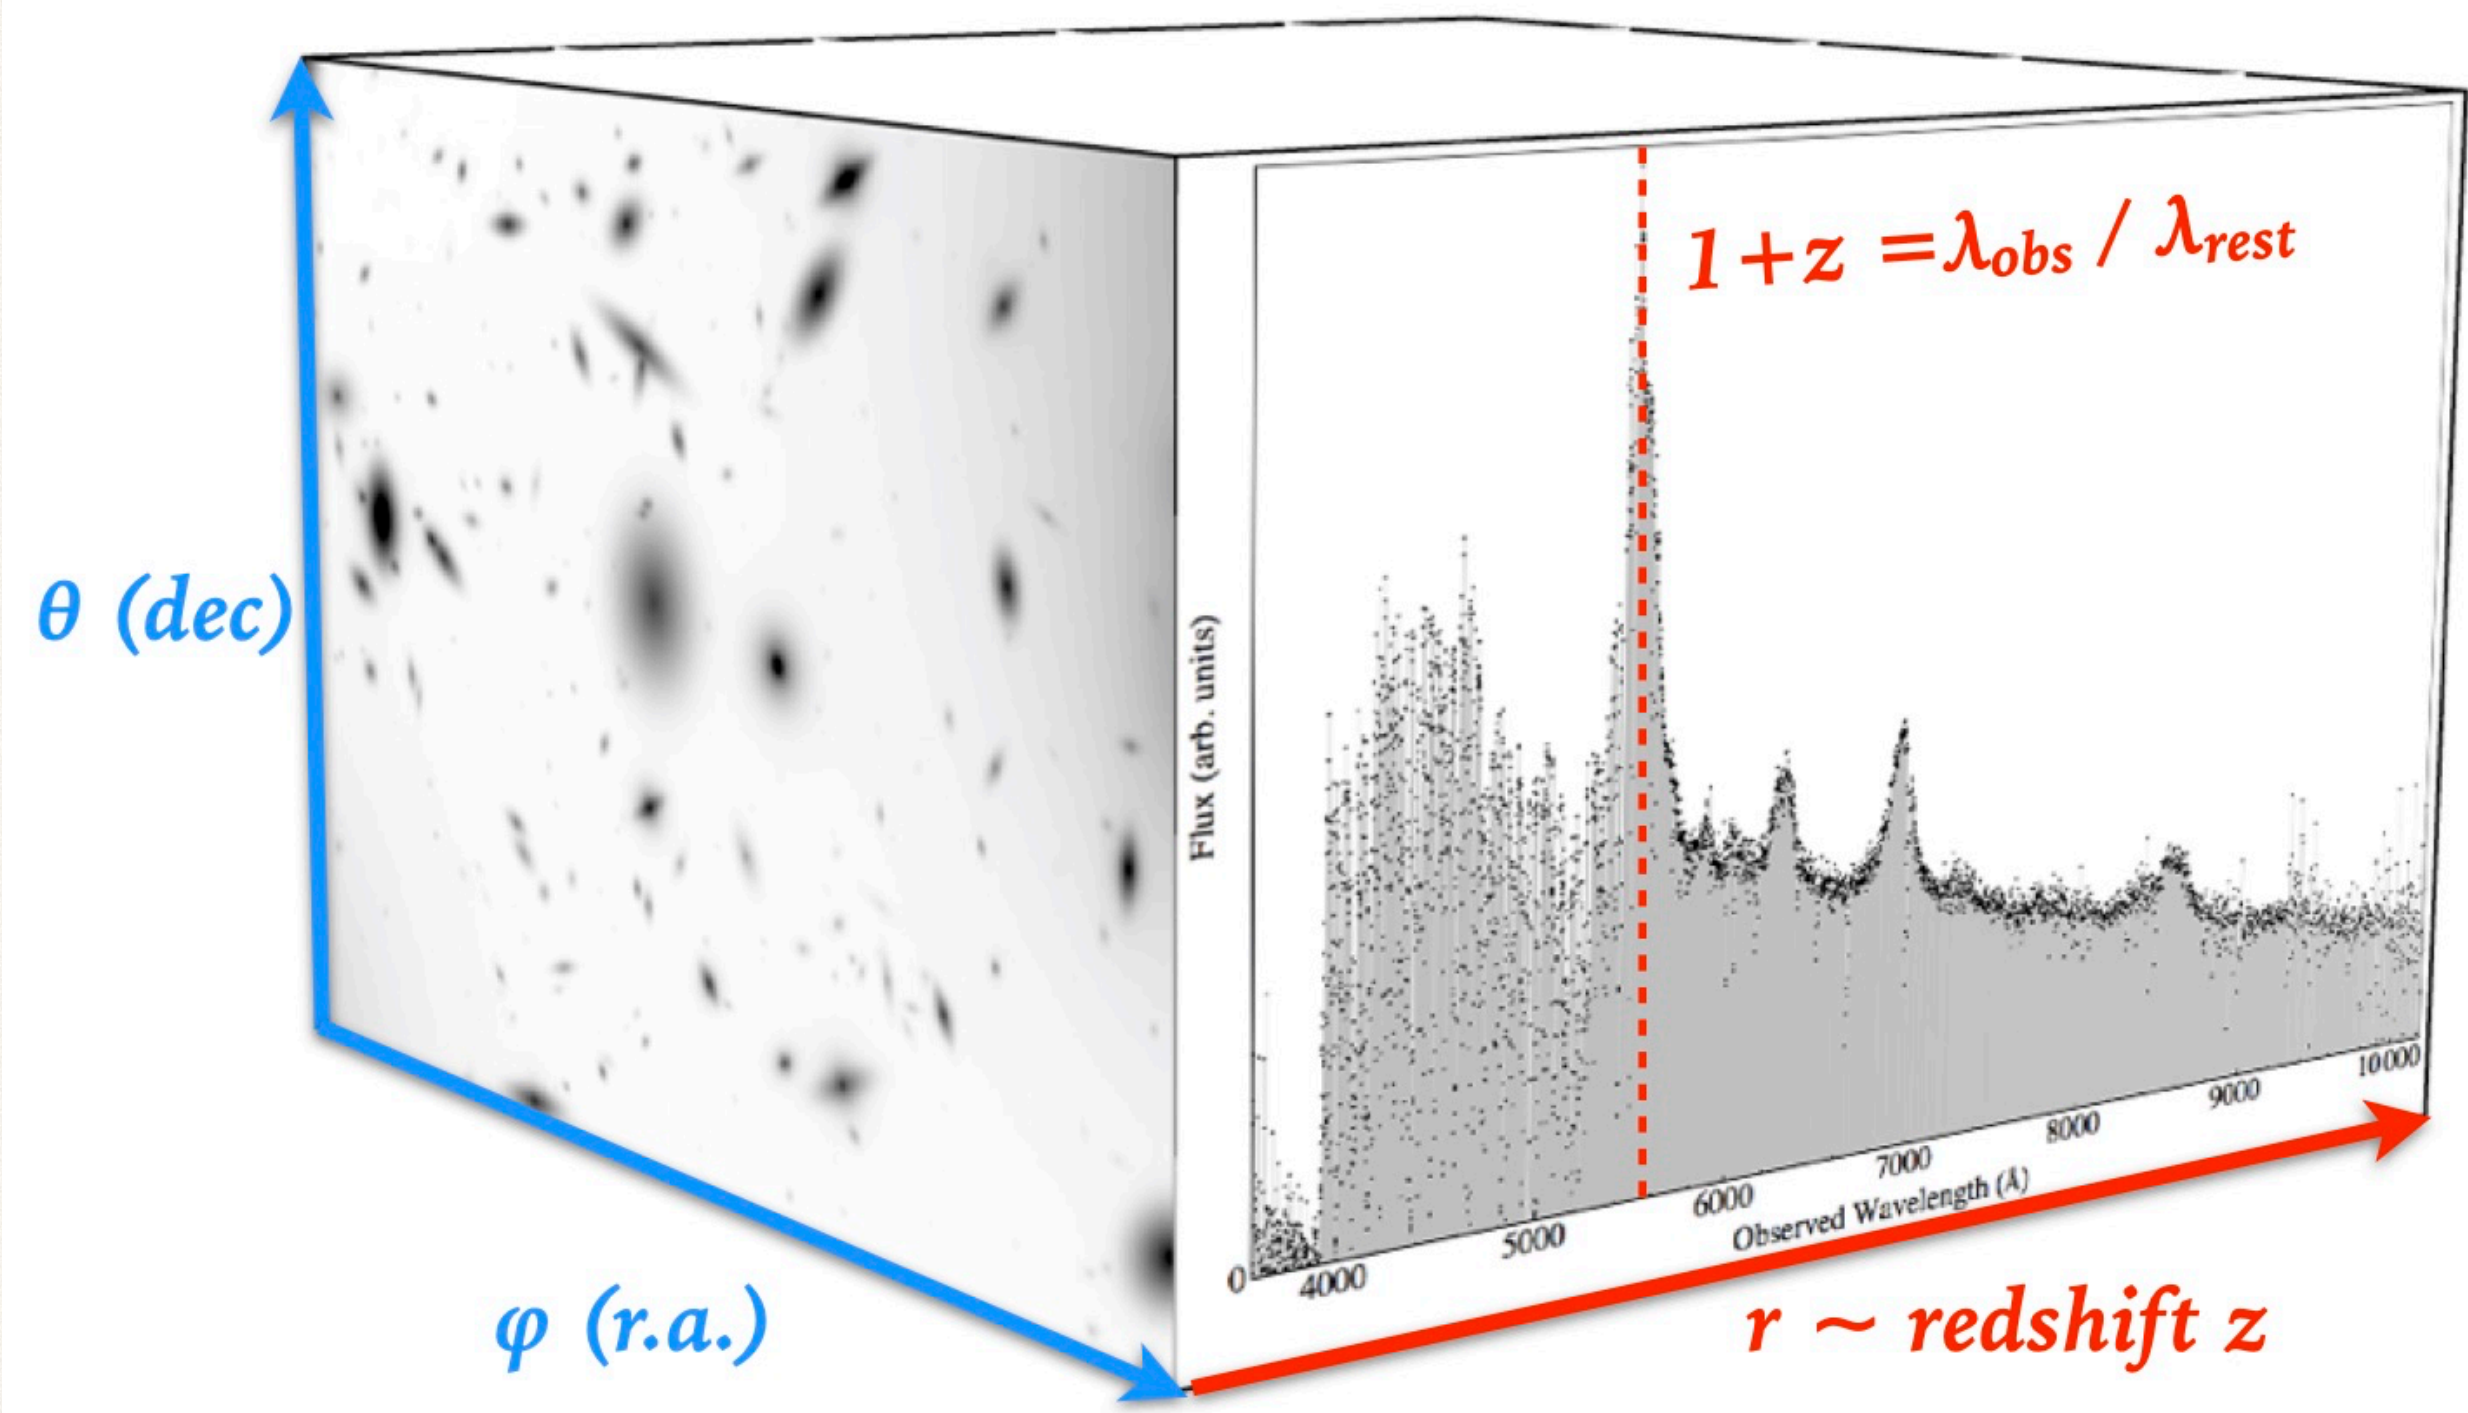 1+z =λobs / λrest
θ (dec)
Flux (arb. units)
0
4000
5000
6000
7000
8000
9000
10000
Observed Wavelength (Å)
φ (r.a.)
r ~ redshift z